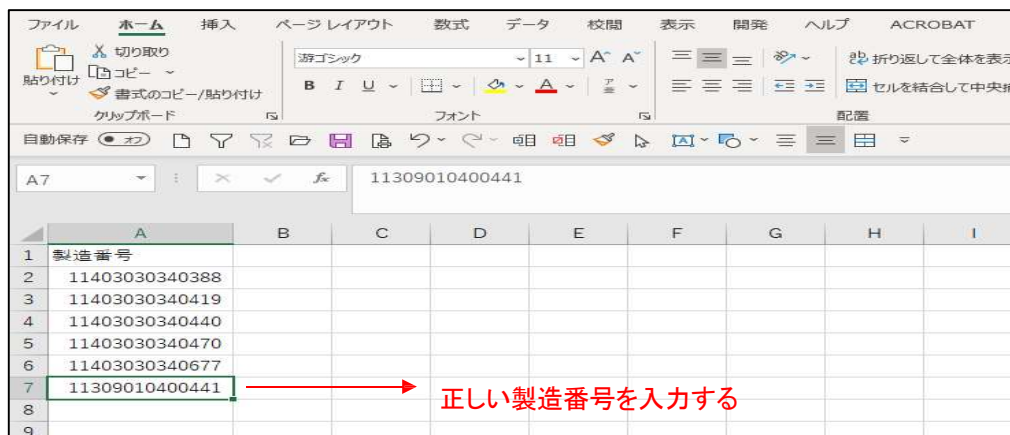 ファイル ホーム 挿入 ページ レイアウト 数式 データ 校閲 表示 開発 ヘルプ ACROBAT
切り取り
コピー
書式のコピー/貼り付け
貼り付け
クリップボード
游ゴシック 11 A A
B I U A
フォント
折り返して全体を表示
セルを結合して中央揃
配置
自動保存 オフ
A7 fx 11309010400441
A B C D E F G H I
1 製造番号
2 11403030340388
3 11403030340419
4 11403030340440
5 11403030340470
6 11403030340677
7 11309010400441 正しい製造番号を入力する
8
9